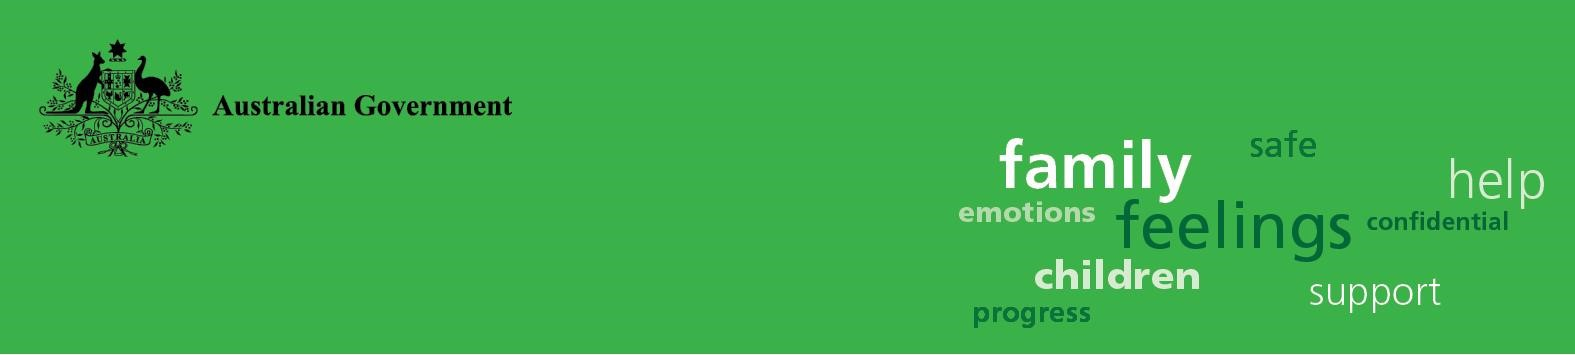 Australian Government
AUSTRALIA
family
safe
help
emotions
feelings
confidential
children
support
progress